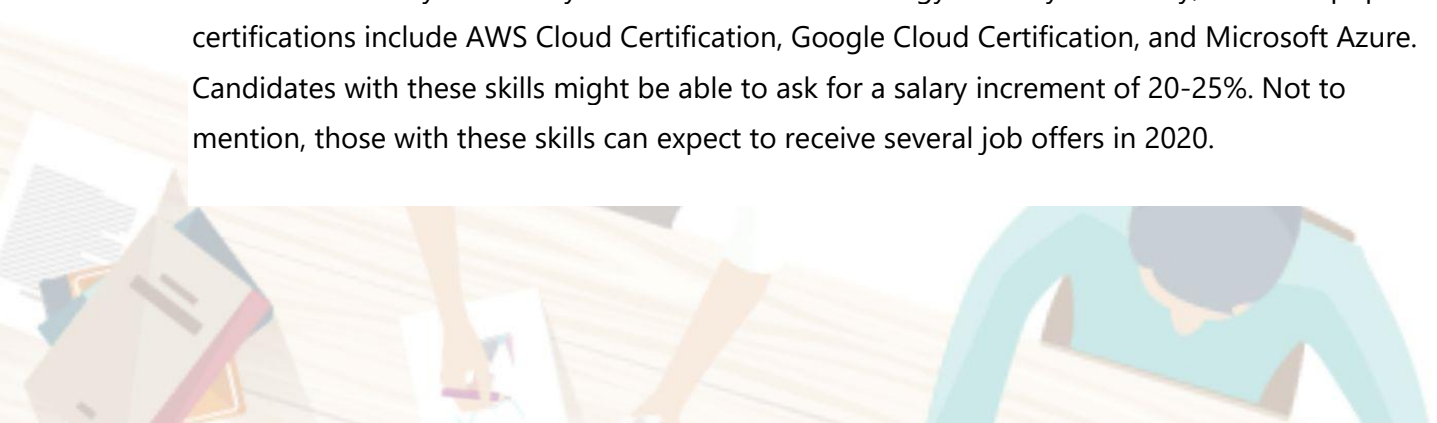 certifications include AWS Cloud Certification, Google Cloud Certification, and Microsoft Azure.
Candidates with these skills might be able to ask for a salary increment of 20-25%. Not to
mention, those with these skills can expect to receive several job offers in 2020.